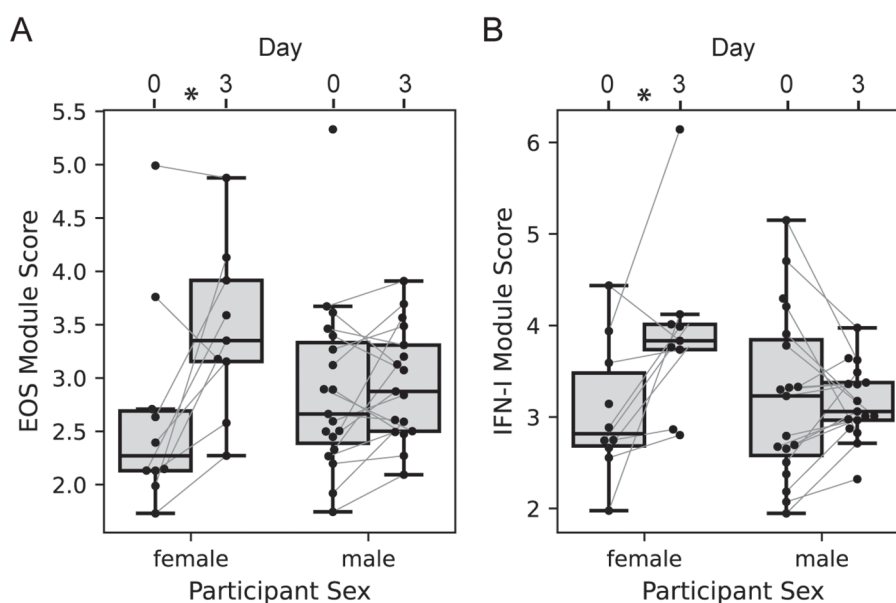 A
Day
0 * 3 0 3
EOS Module Score
5.5
5.0
4.5
4.0
3.5
3.0
2.5
2.0
female male
Participant Sex
B
Day
0 * 3 0 3
IFN-I Module Score
6
5
4
3
2
female male
Participant Sex